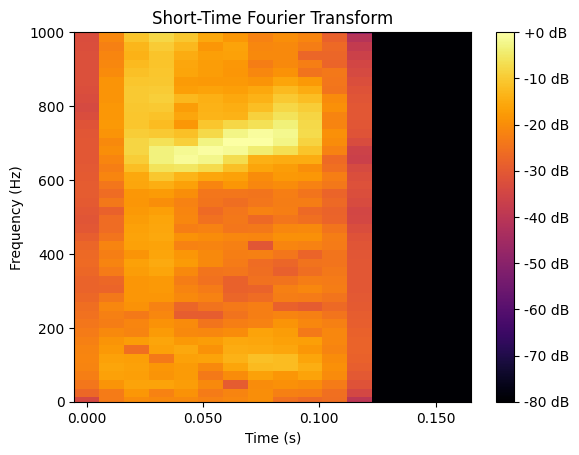 Short-Time Fourier Transform
Frequency (Hz)
1000
800
600
400
200
0
0.000
0.050
0.100
0.150
Time (s)
+0 dB
-10 dB
-20 dB
-30 dB
-40 dB
-50 dB
-60 dB
-70 dB
-80 dB